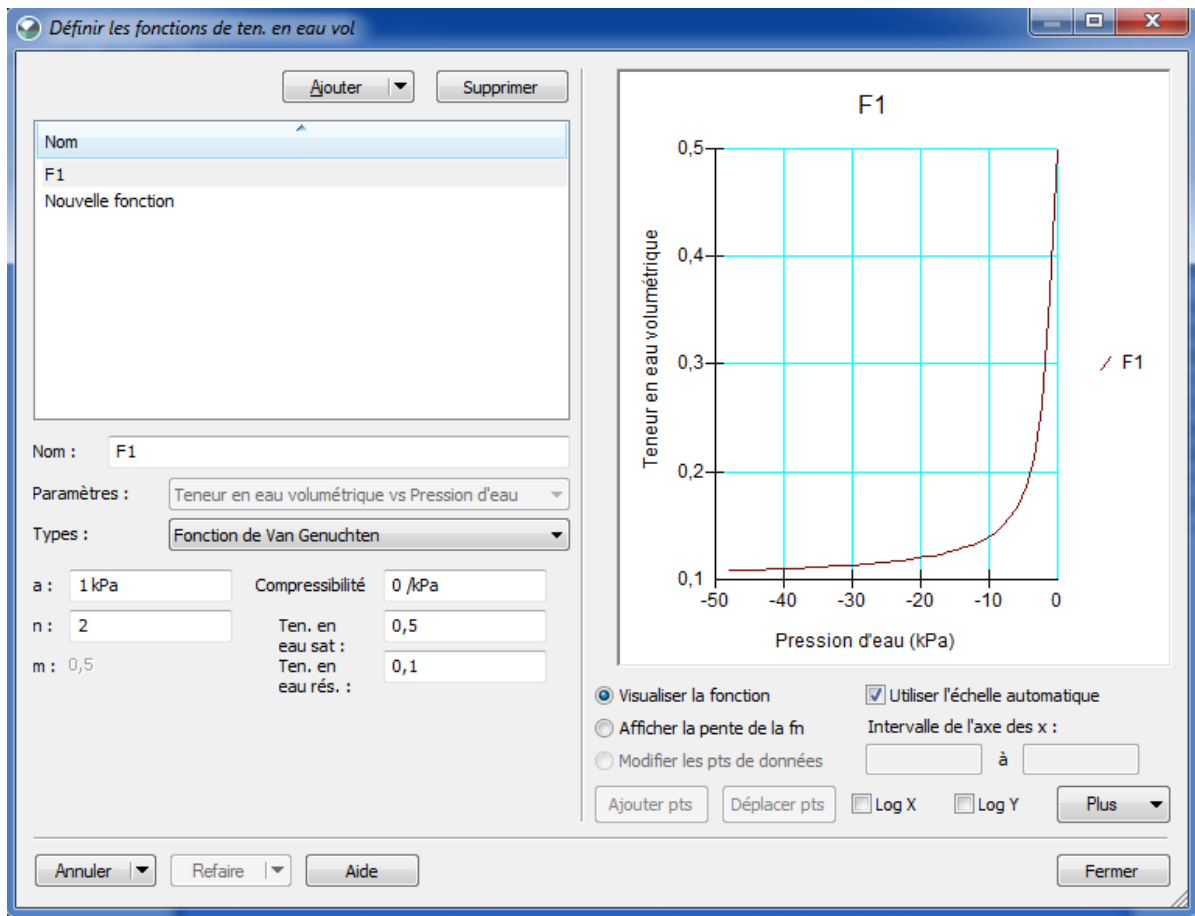 Définir les fonctions de ten. en eau vol
Ajouter
Supprimer
Nom
F1
Nouvelle fonction
Nom :
F1
Paramètres :
Teneur en eau volumétrique vs Pression d'eau
Types :
Fonction de Van Genuchten
a :
1 kPa
Compressibilité
0 /kPa
n :
2
Ten. en
eau sat :
0,5
m :
0,5
Ten. en
eau rés. :
0,1
F1
0,5
0,4
0,3
0,2
0,1
Teneur en eau volumétrique
-50
-40
-30
-20
-10
0
Pression d'eau (kPa)
F1
Visualiser la fonction
Utiliser l'échelle automatique
Afficher la pente de la fn
Intervalle de l'axe des x :
Modifier les pts de données
à
Ajouter pts
Déplacer pts
Log X
Log Y
Plus
Annuler
Refaire
Aide
Fermer